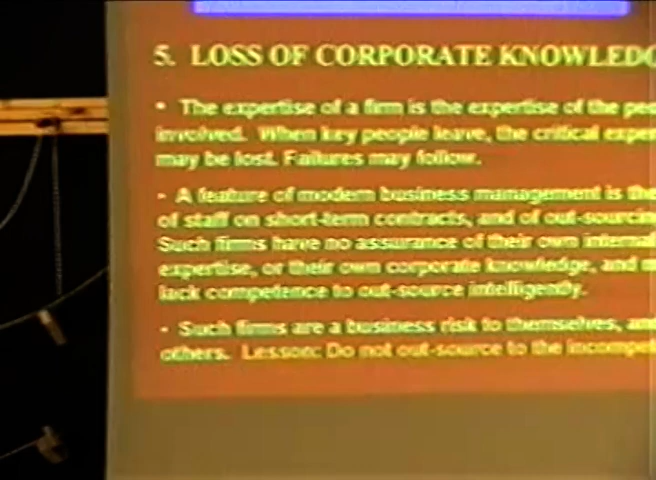 5. LOSS OF CORPORATE KNOWLEDG
• The expertise of a firm is the expertise of the peo
involved. When key people leave, the critical exper
may be lost. Failures may follow.
• A feature of modern business management is the
of staff on short-term contracts, and of out-sourcin
Such firms have no assurance of their own internal
expertise, or their own corporate knowledge, and m
lack competence to out-source intelligently.
• Such firms are a business risk to themselves, and
others. Lesson: Do not out-source to the incompet